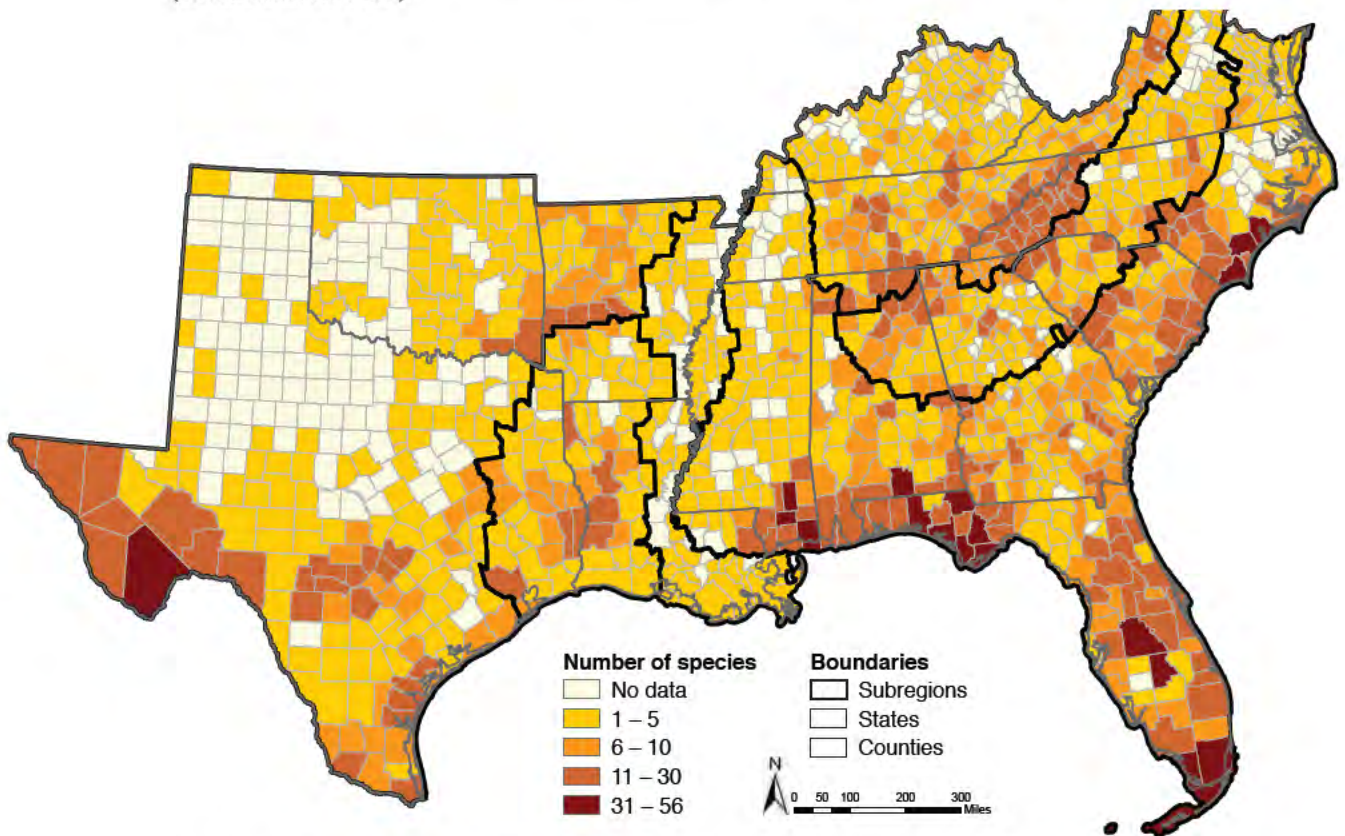 Number of species
No data
1 – 5
6 – 10
11 – 30
31 – 56
Boundaries
Subregions
States
Counties
N
0 50 100 200 300
Miles